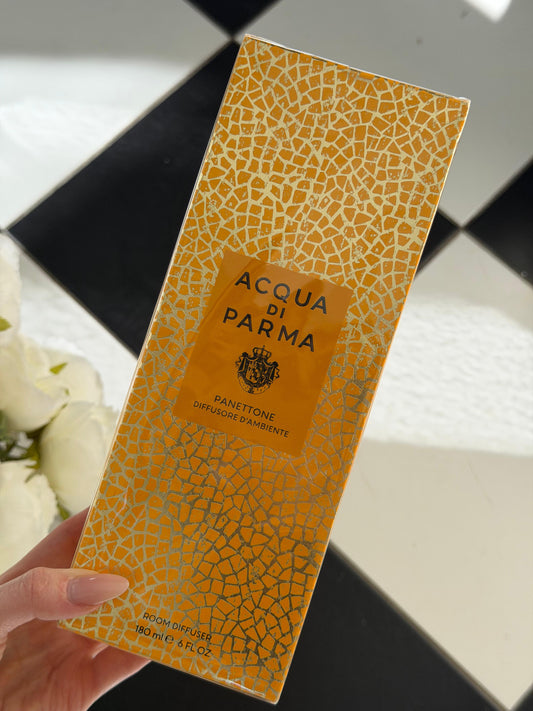 ACQUA
DI
PARMA
PANETTONE
DIFFUSORE D'AMBIENTE
ROOM DIFFUSER
180 ml ℮ 6 FL OZ